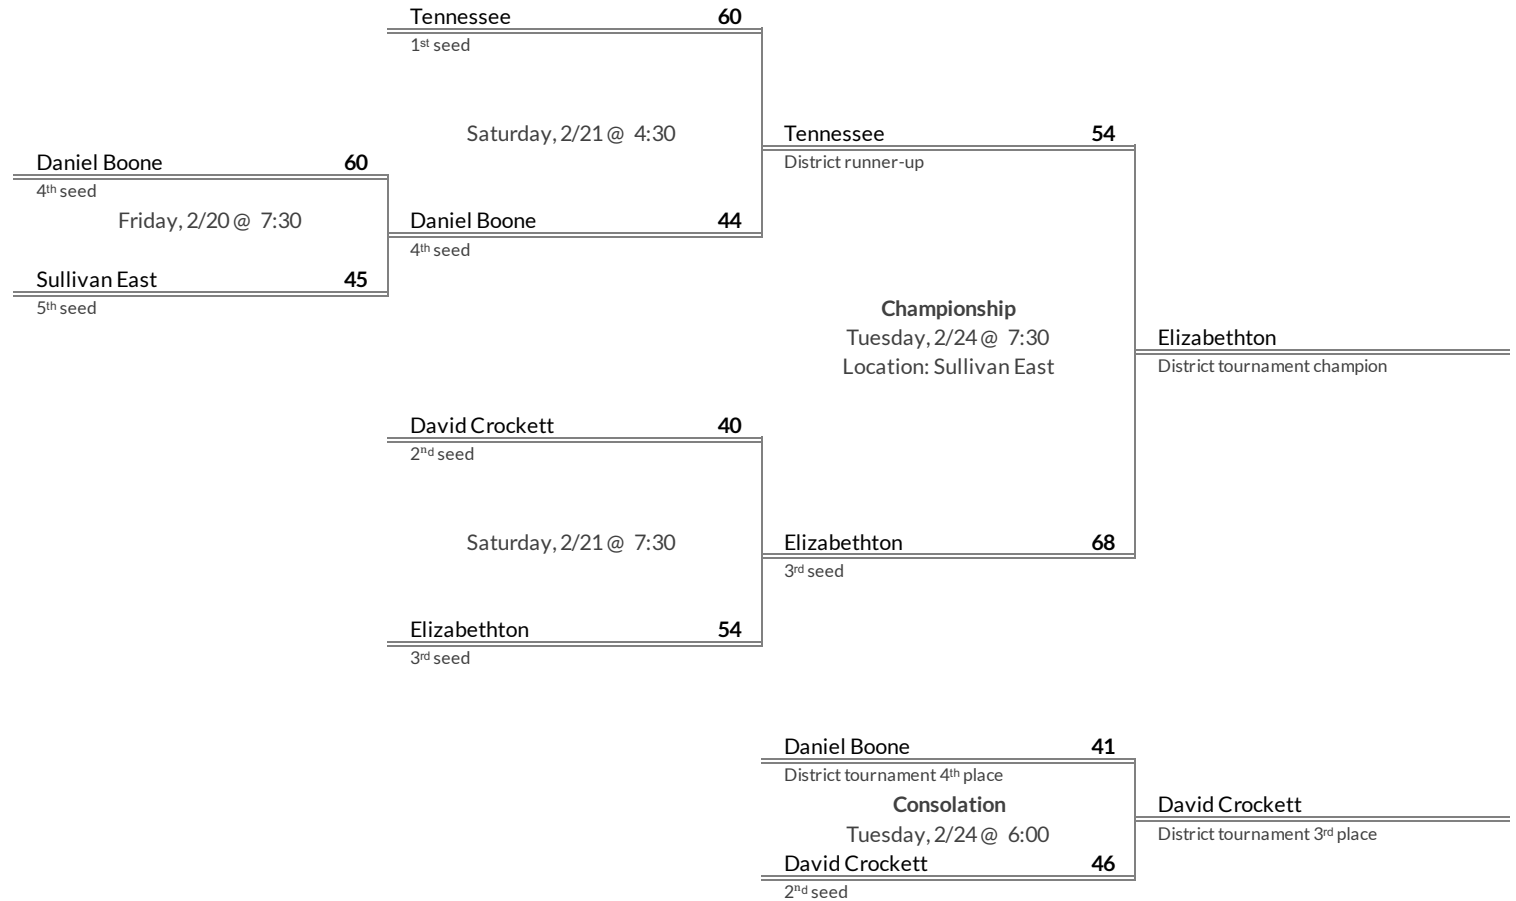 Tennessee 60
1st seed
Saturday, 2/21 @ 4:30
Tennessee 54
District runner-up
Daniel Boone 60
4th seed
Friday, 2/20 @ 7:30
Daniel Boone 44
4th seed
Sullivan East 45
5th seed
Championship
Tuesday, 2/24 @ 7:30
Location: Sullivan East
Elizabethton
District tournament champion
David Crockett 40
2nd seed
Saturday, 2/21 @ 7:30
Elizabethton 68
3rd seed
Elizabethton 54
3rd seed
Daniel Boone 41
District tournament 4th place
Consolation
Tuesday, 2/24 @ 6:00
David Crockett
District tournament 3rd place
David Crockett 46
2nd seed